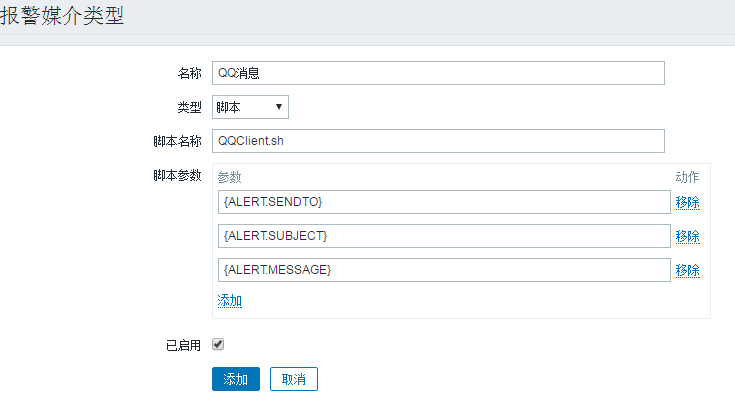 报警媒介类型
名称 QQ消息
类型 脚本
脚本名称 QQClient.sh
脚本参数 参数 动作
{ALERT.SENDTO} 移除
{ALERT.SUBJECT} 移除
{ALERT.MESSAGE} 移除
添加
已启用
添加 取消